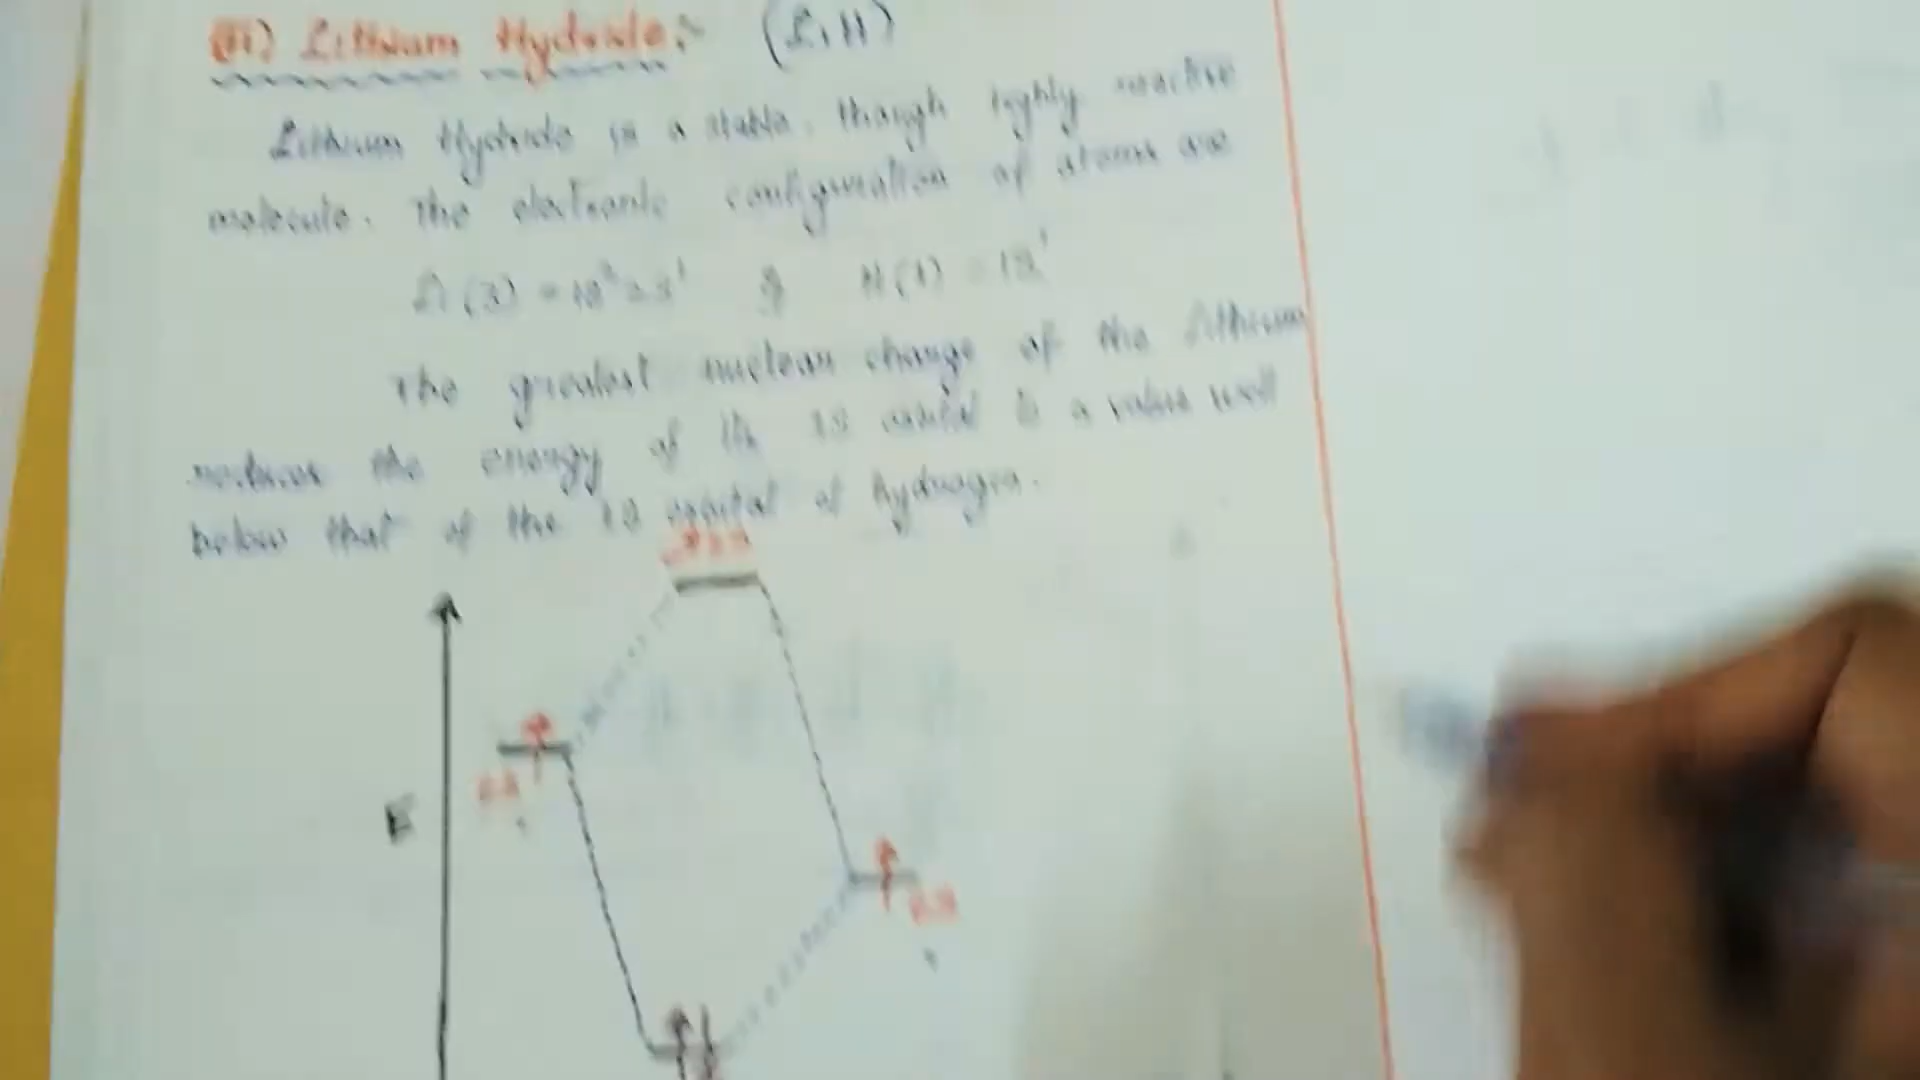 (iii) Lithium Hydride :- (LiH)
Lithium Hydride is a stable, though highly reactive
molecule. The electronic configuration of atoms are
Li (3) = 1s² 2s¹ & H (1) = 1s¹
The greatest nuclear charge of the Lithium
reduces the energy of its 1s orbital to a value well
below that of the 1s orbital of hydrogen.
E